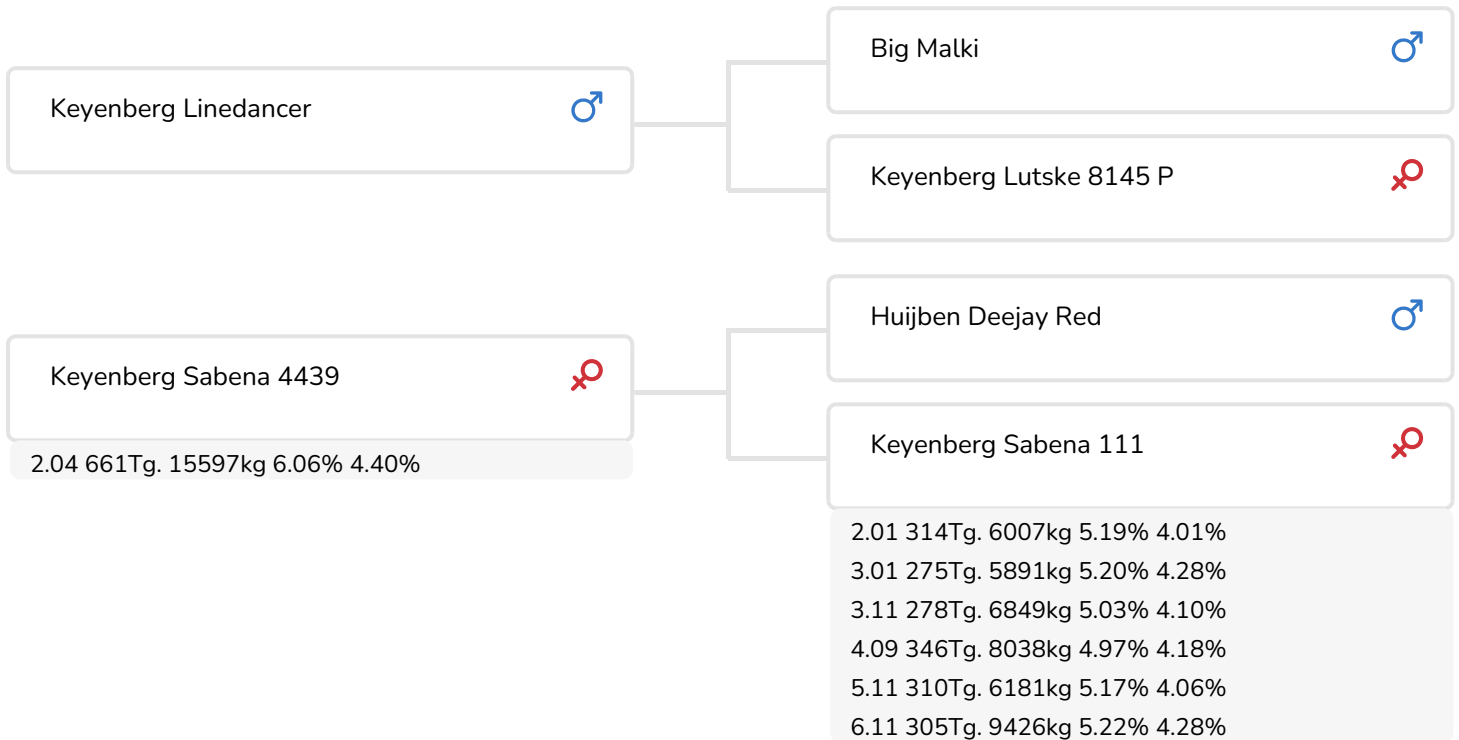 Keyenberg Linedancer
Big Malki
Keyenberg Lutske 8145 P
Keyenberg Sabena 4439
2.04 661Tg. 15597kg 6.06% 4.40%
Huijben Deejay Red
Keyenberg Sabena 111
2.01 314Tg. 6007kg 5.19% 4.01%
3.01 275Tg. 5891kg 5.20% 4.28%
3.11 278Tg. 6849kg 5.03% 4.10%
4.09 346Tg. 8038kg 4.97% 4.18%
5.11 310Tg. 6181kg 5.17% 4.06%
6.11 305Tg. 9426kg 5.22% 4.28%